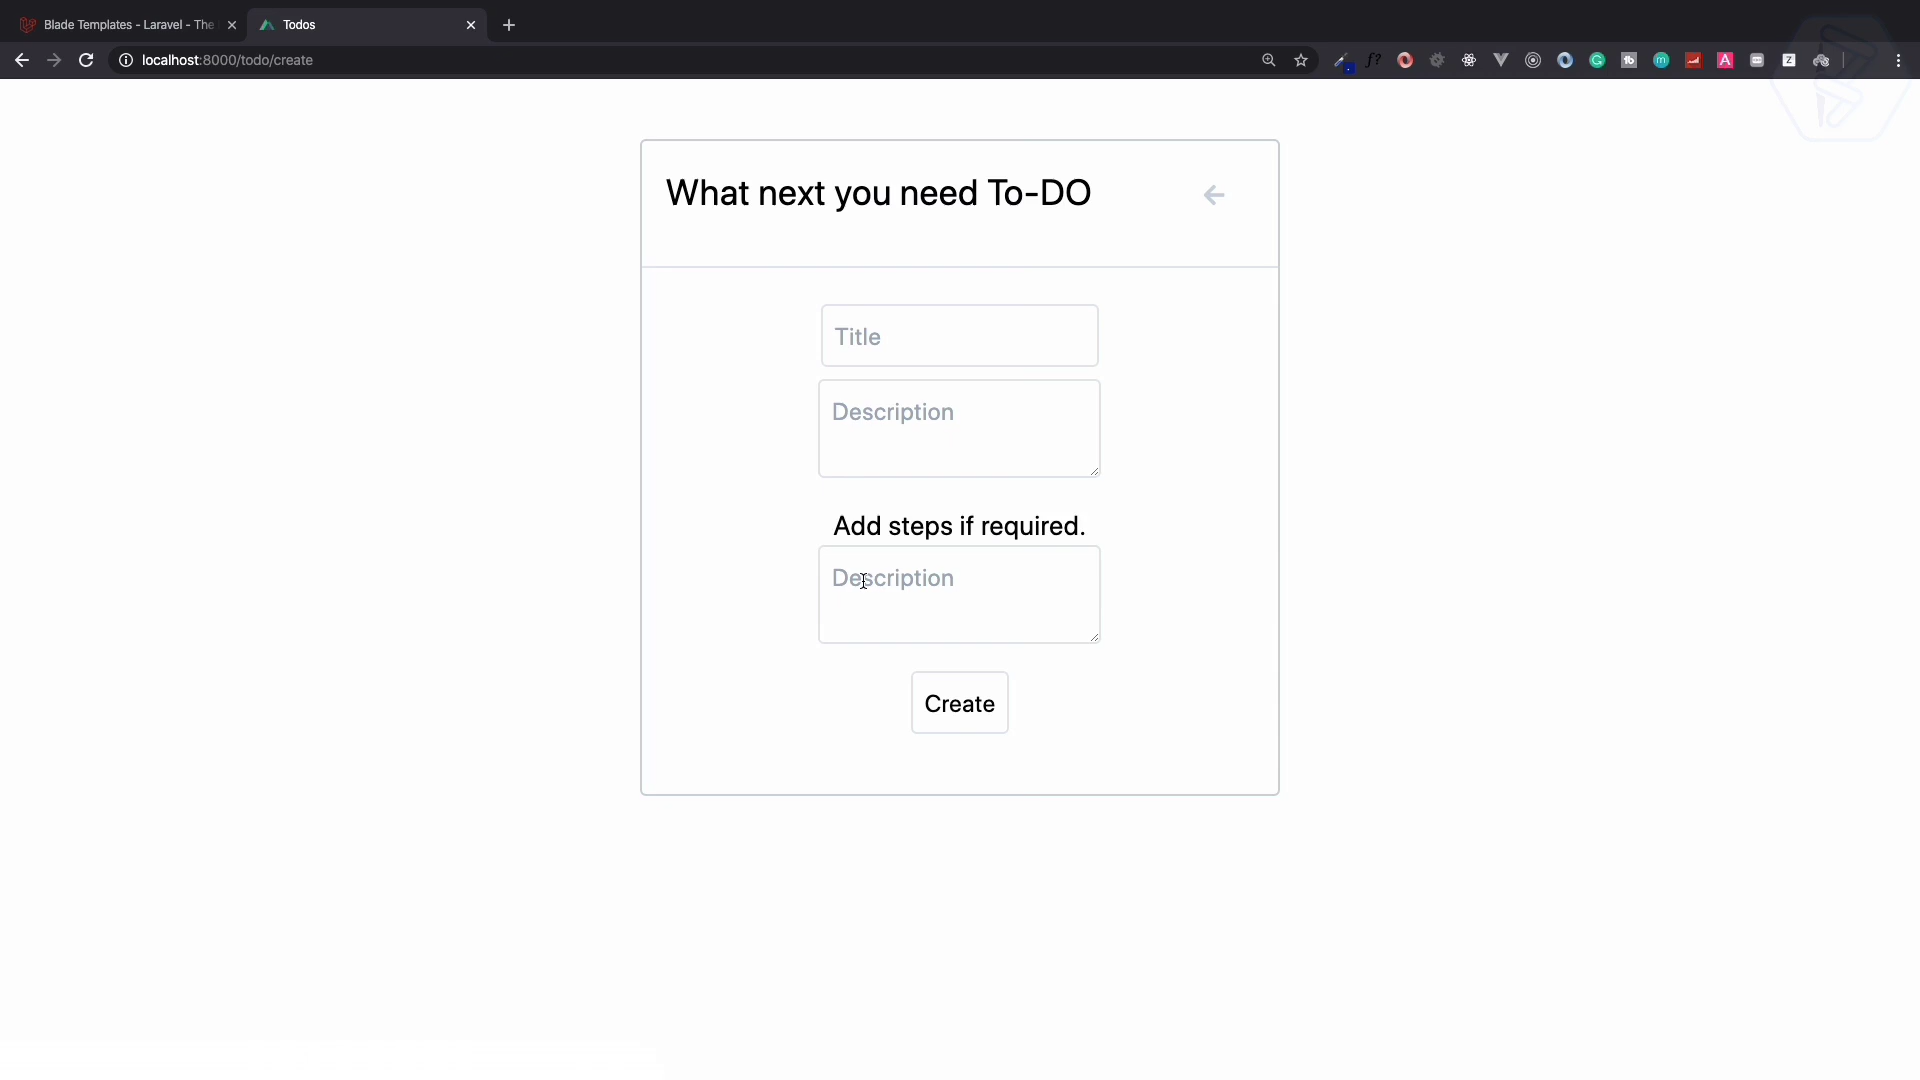 Blade Templates - Laravel - The
Todos
localhost:8000/todo/create
What next you need To-DO
Title
Description
Add steps if required.
Description
Create